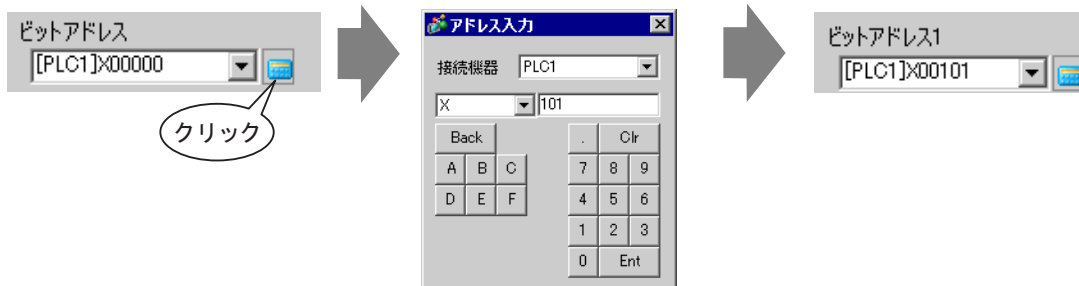 ビットアドレス
[PLC1]X00000
クリック
アドレス入力
接続機器 PLC1
X 101
Back . Clr
A B C 7 8 9
D E F 4 5 6
1 2 3
0 Ent
ビットアドレス1
[PLC1]X00101